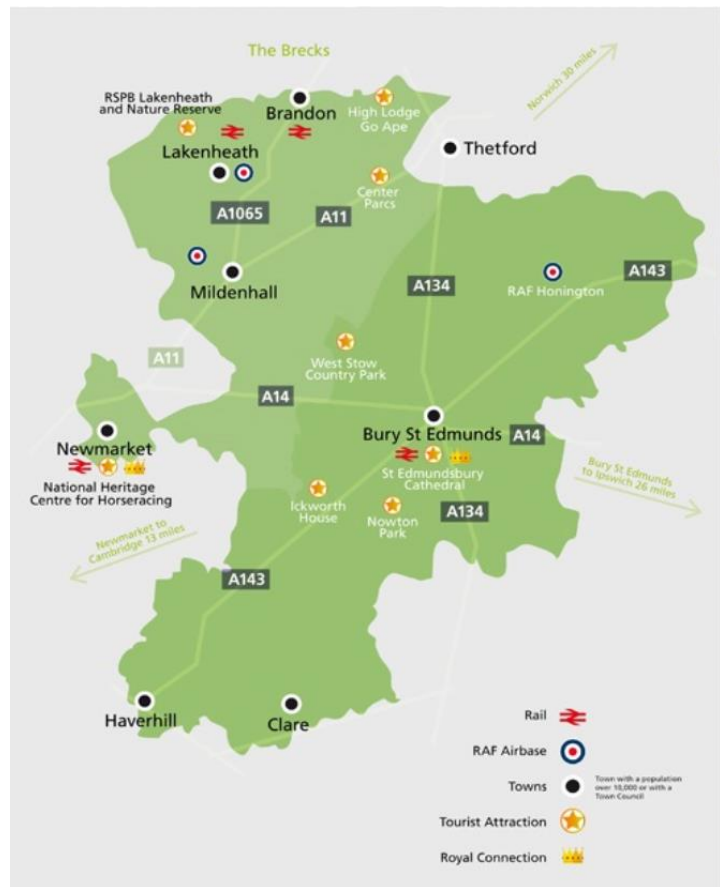 The Brecks
Norwich 30 miles
RSPB Lakenheath
and Nature Reserve
Brandon
High Lodge
Go Ape
Lakenheath
Thetford
Center
Parcs
A1065
A11
Mildenhall
A134
RAF Honington
A143
A11
West Stow
Country Park
A14
Newmarket
Bury St Edmunds
A14
National Heritage
Centre for Horseracing
St Edmundsbury
Cathedral
Bury St Edmunds
to Ipswich 26 miles
Ickworth
House
Nowton
Park
A134
Newmarket to
Cambridge 13 miles
A143
Haverhill
Clare
Rail
RAF Airbase
Towns
Town with a population
over 10,000 or with a
Town Council
Tourist Attraction
Royal Connection